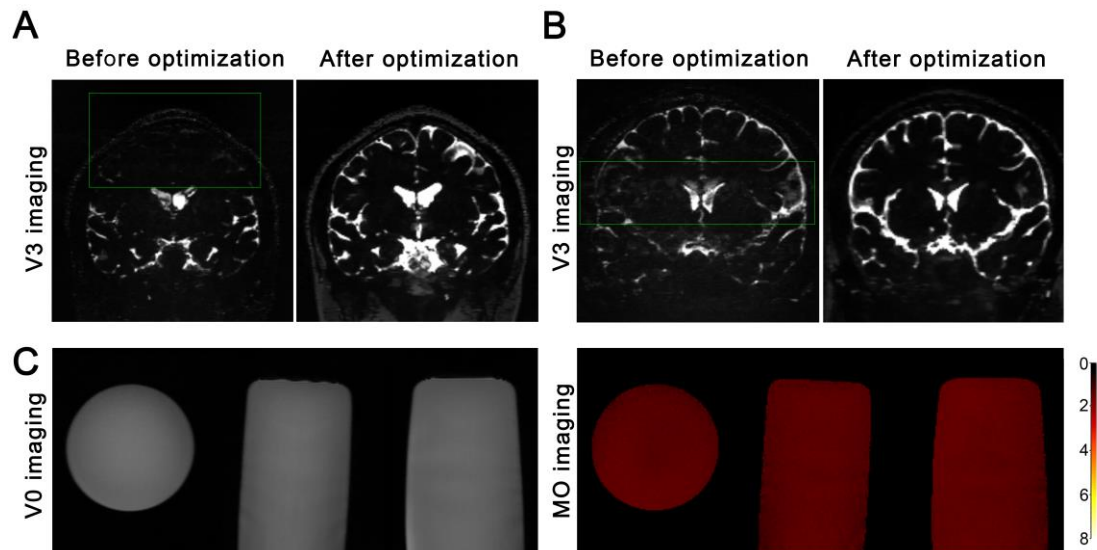 A
B
Before optimization
After optimization
Before optimization
After optimization
V3 imaging
V3 imaging
C
V0 imaging
MO imaging
0
2
4
6
8